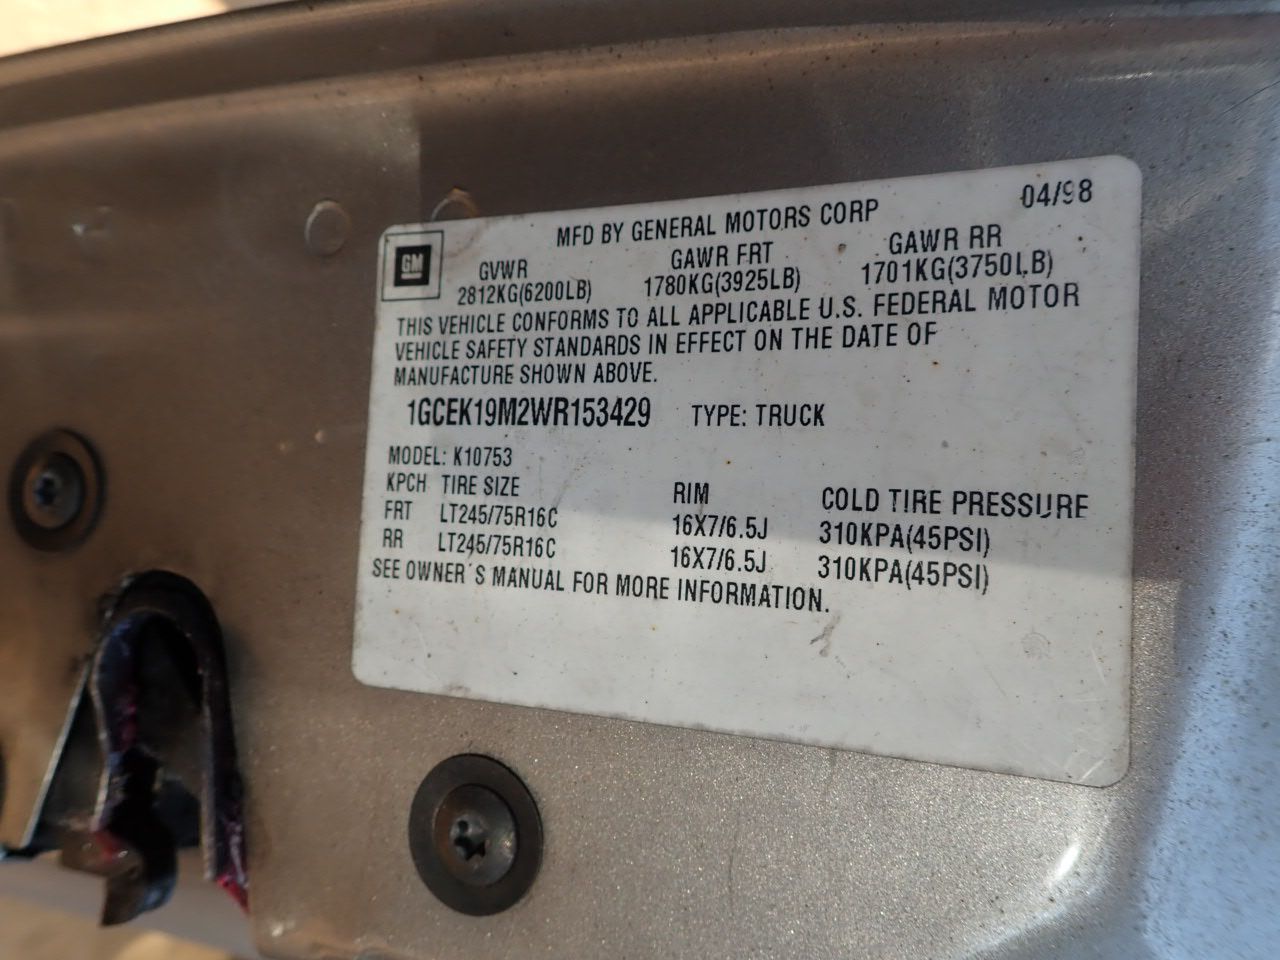 04/98
MFD BY GENERAL MOTORS CORP
GM
GVWR GAWR FRT GAWR RR
2812KG(6200LB) 1780KG(3925LB) 1701KG(3750LB)
THIS VEHICLE CONFORMS TO ALL APPLICABLE U.S. FEDERAL MOTOR
VEHICLE SAFETY STANDARDS IN EFFECT ON THE DATE OF
MANUFACTURE SHOWN ABOVE.
1GCEK19M2WR153429 TYPE: TRUCK
MODEL: K10753
KPCH TIRE SIZE RIM COLD TIRE PRESSURE
FRT LT245/75R16C 16X7/6.5J 310KPA(45PSI)
RR LT245/75R16C 16X7/6.5J 310KPA(45PSI)
SEE OWNER'S MANUAL FOR MORE INFORMATION.